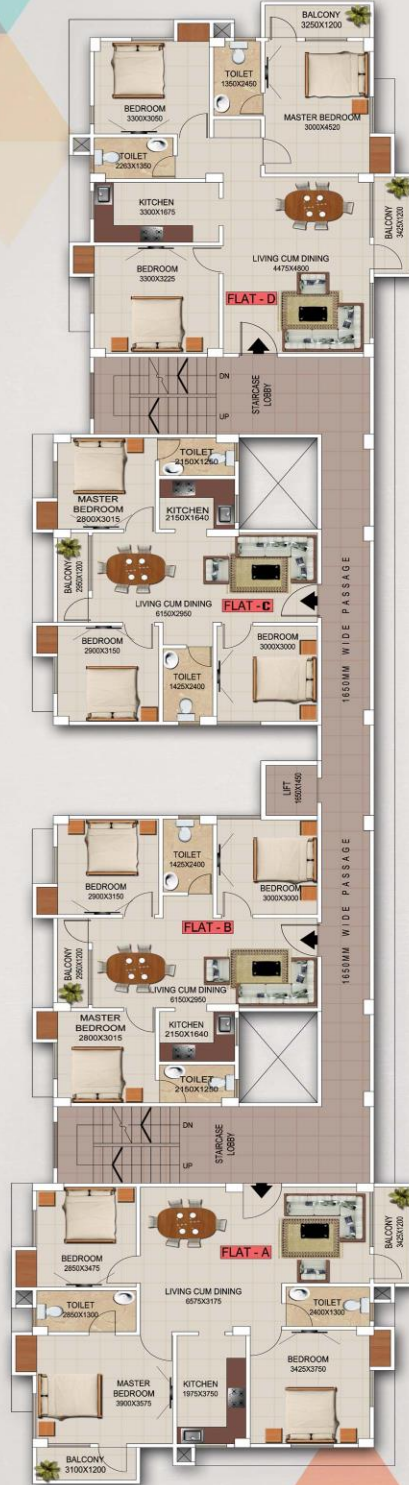 BALCONY
3250X1200
BEDROOM
3300X3050
TOILET
1350X2450
MASTER BEDROOM
3000X4520
TOILET
2263X1350
KITCHEN
3300X1675
BALCONY
3425X1200
BEDROOM
3300X3225
LIVING CUM DINING
4475X4800
FLAT - D
DN
UP
STAIRCASE
LOBBY
TOILET
2150X1250
MASTER
BEDROOM
2800X3015
KITCHEN
2150X1640
BALCONY
2950X1200
LIVING CUM DINING
6150X2950
FLAT - C
1650MM WIDE PASSAGE
BEDROOM
2900X3150
TOILET
1425X2400
BEDROOM
3000X3000
LIFT
1650X1450
BEDROOM
2900X3150
TOILET
1425X2400
BEDROOM
3000X3000
1650MM WIDE PASSAGE
FLAT - B
BALCONY
2950X1200
LIVING CUM DINING
6150X2950
MASTER
BEDROOM
2800X3015
KITCHEN
2150X1640
TOILET
2150X1250
DN
UP
STAIRCASE
LOBBY
BEDROOM
2850X3475
FLAT - A
BALCONY
3425X1200
LIVING CUM DINING
6575X3175
TOILET
2850X1300
TOILET
2400X1300
MASTER
BEDROOM
3900X3575
KITCHEN
1975X3750
BEDROOM
3425X3750
BALCONY
3100X1200